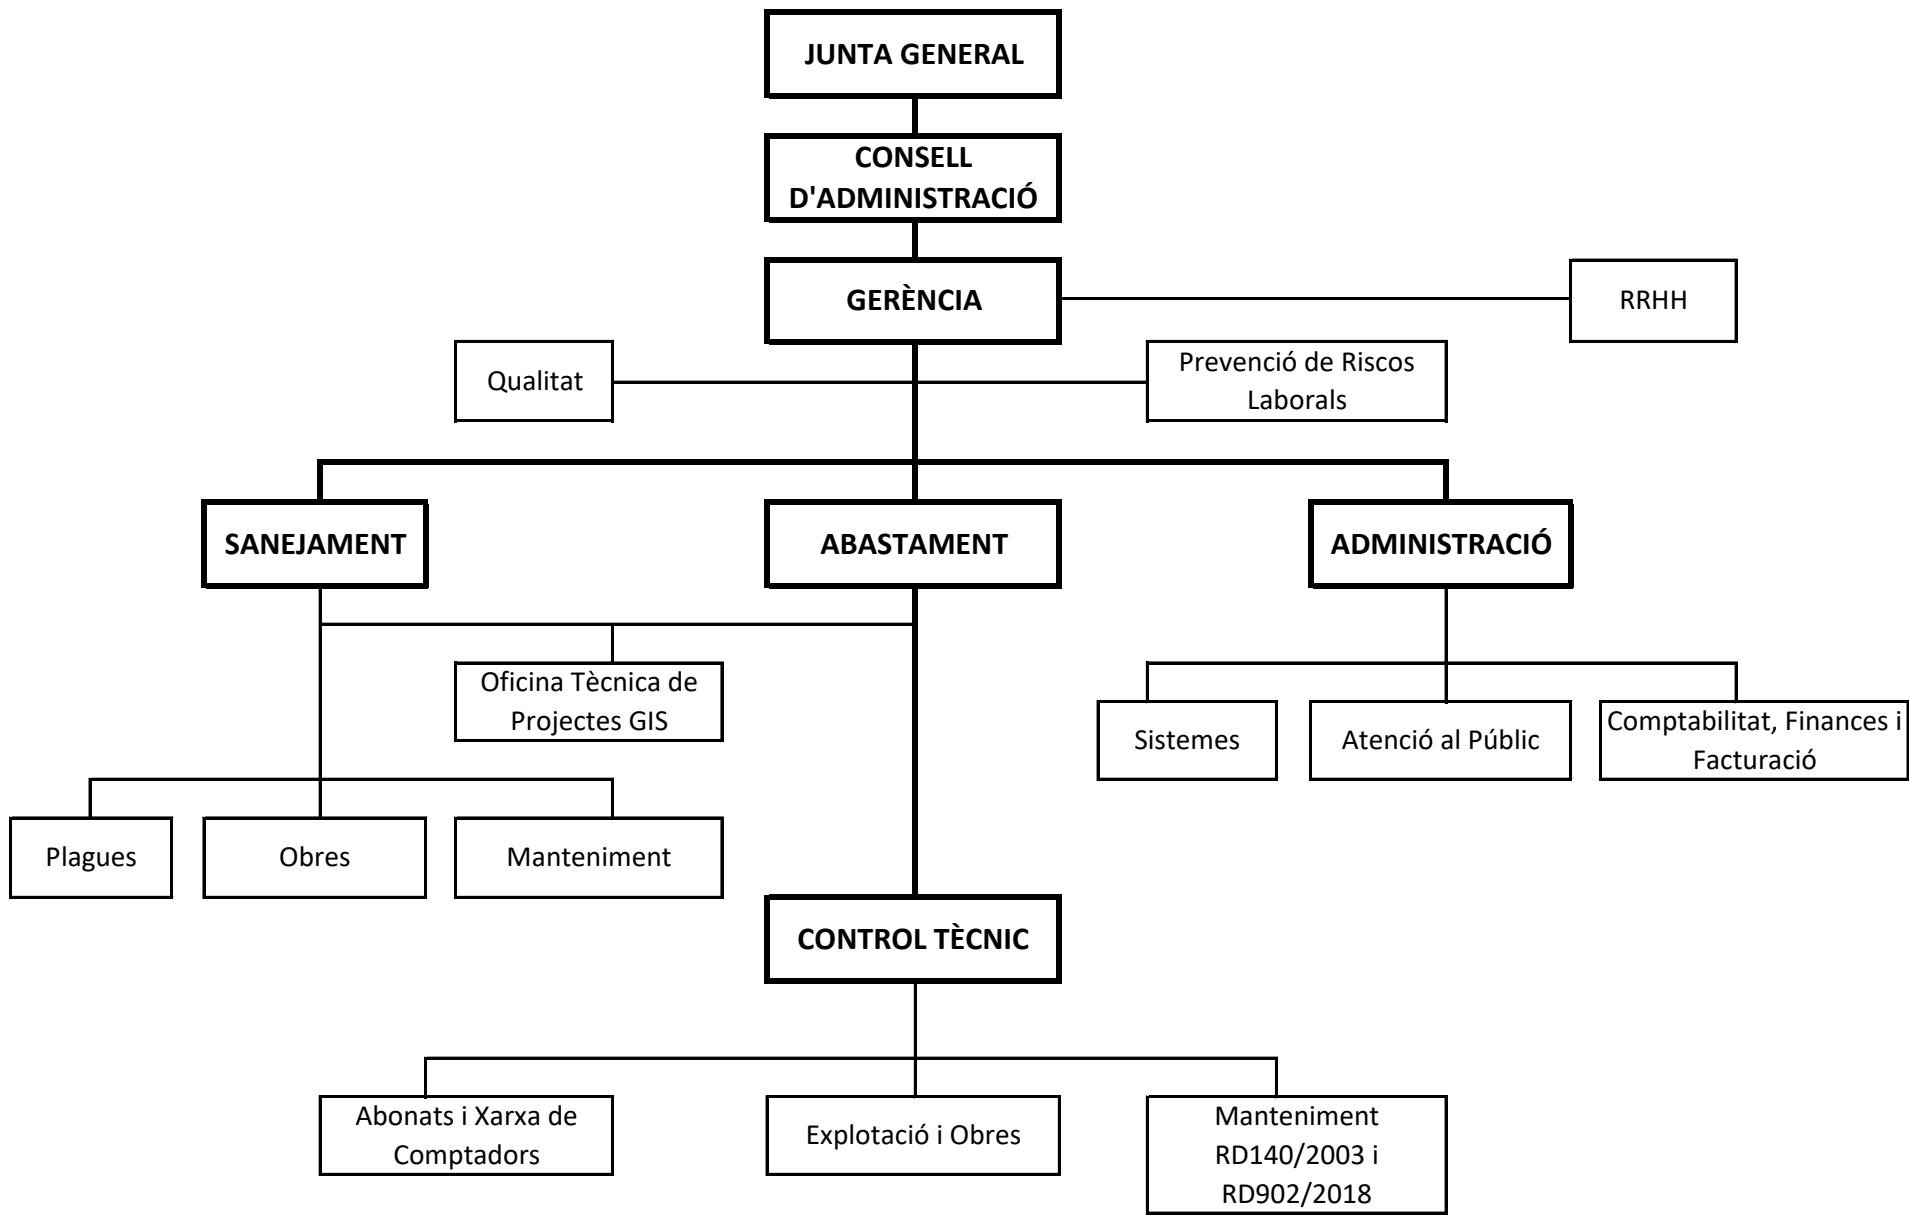 JUNTA GENERAL
CONSELL
D'ADMINISTRACIÓ
GERÈNCIA
RRHH
Qualitat
Prevenció de Riscos
Laborals
SANEJAMENT
ABASTAMENT
ADMINISTRACIÓ
Oficina Tècnica de
Projectes GIS
Sistemes
Atenció al Públic
Comptabilitat, Finances i
Facturació
Plagues
Obres
Manteniment
CONTROL TÈCNIC
Abonats i Xarxa de
Comptadors
Explotació i Obres
Manteniment
RD140/2003 i
RD902/2018